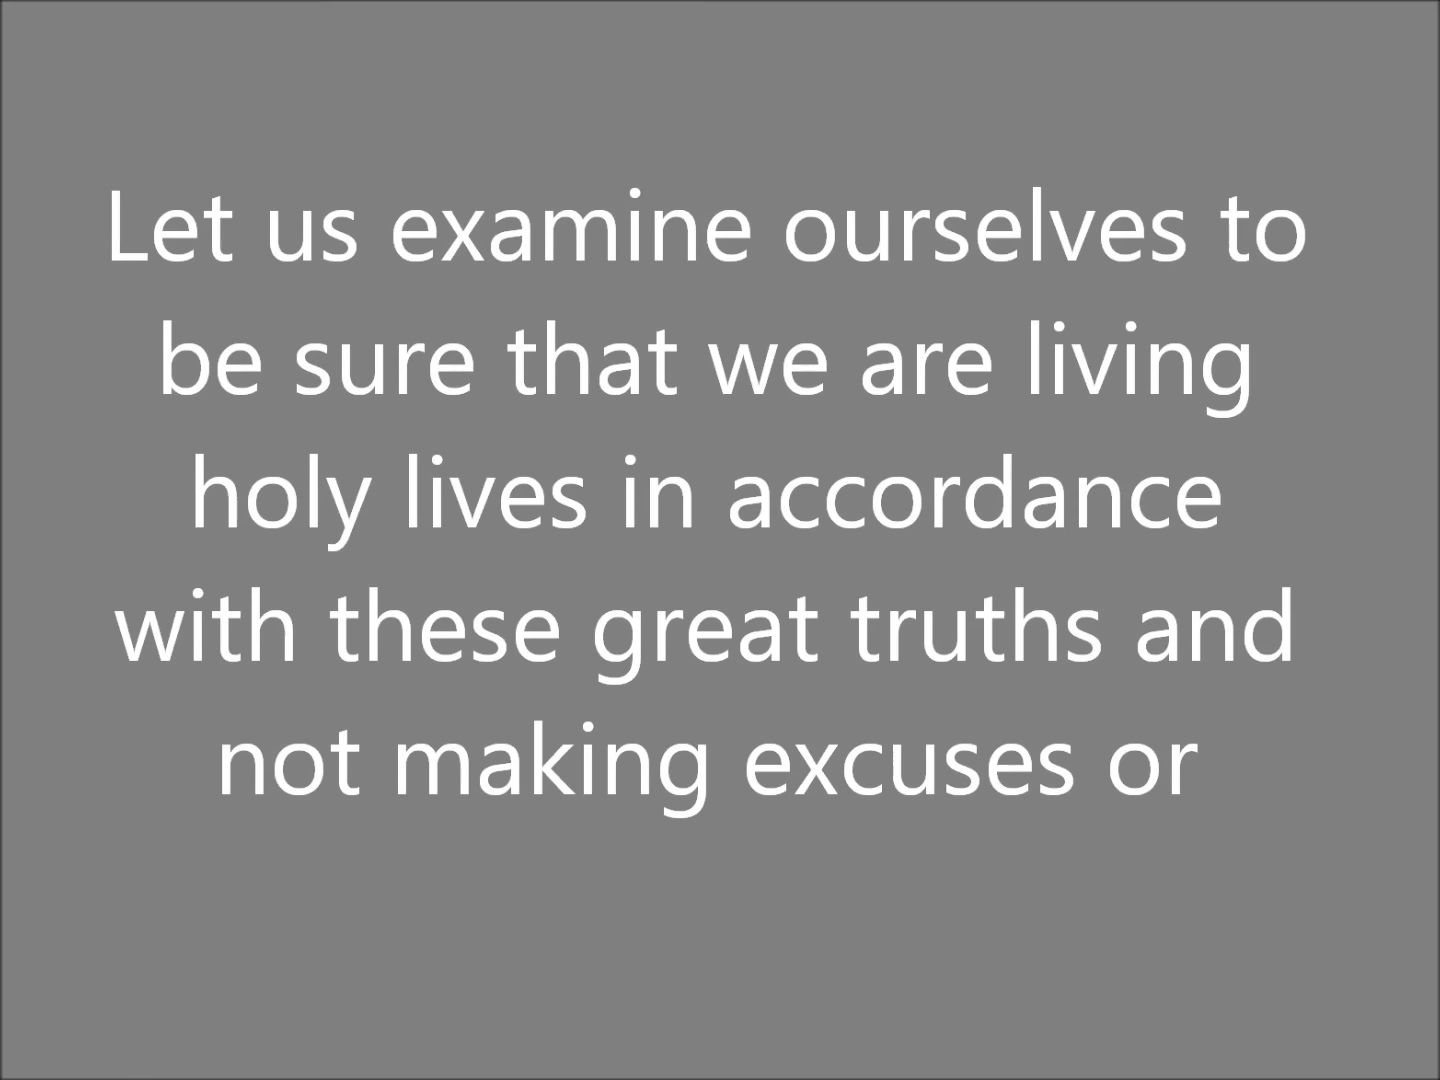 Let us examine ourselves to
be sure that we are living
holy lives in accordance
with these great truths and
not making excuses or